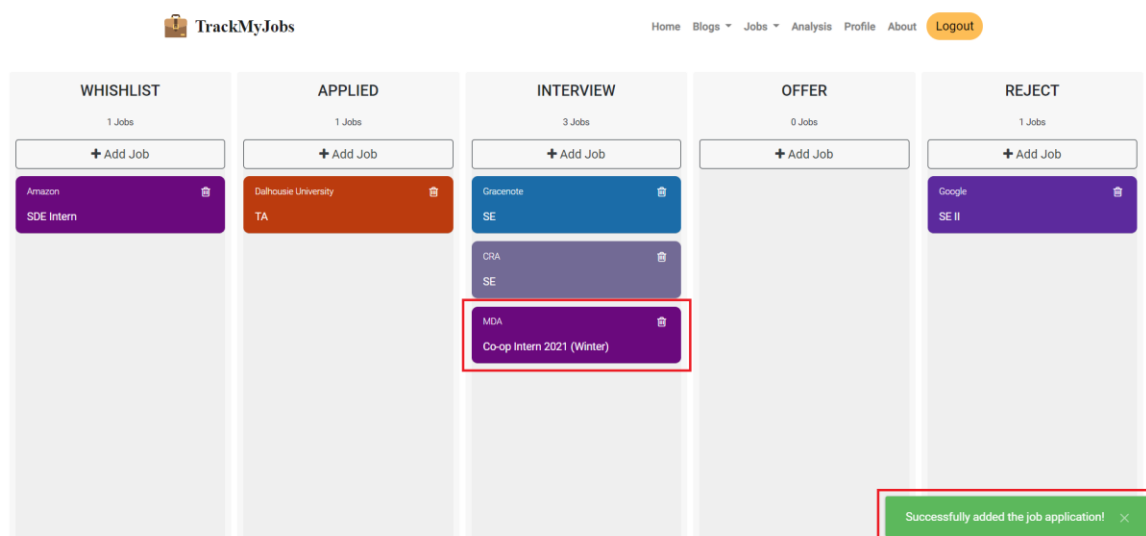 TrackMyJobs
Home Blogs Jobs Analysis Profile About Logout
WHISHLIST
1 Jobs
+ Add Job
Amazon
SDE Intern
APPLIED
1 Jobs
+ Add Job
Dalhousie University
TA
INTERVIEW
3 Jobs
+ Add Job
Gracenote
SE
CRA
SE
MDA
Co-op Intern 2021 (Winter)
OFFER
0 Jobs
+ Add Job
REJECT
1 Jobs
+ Add Job
Google
SE II
Successfully added the job application! ×